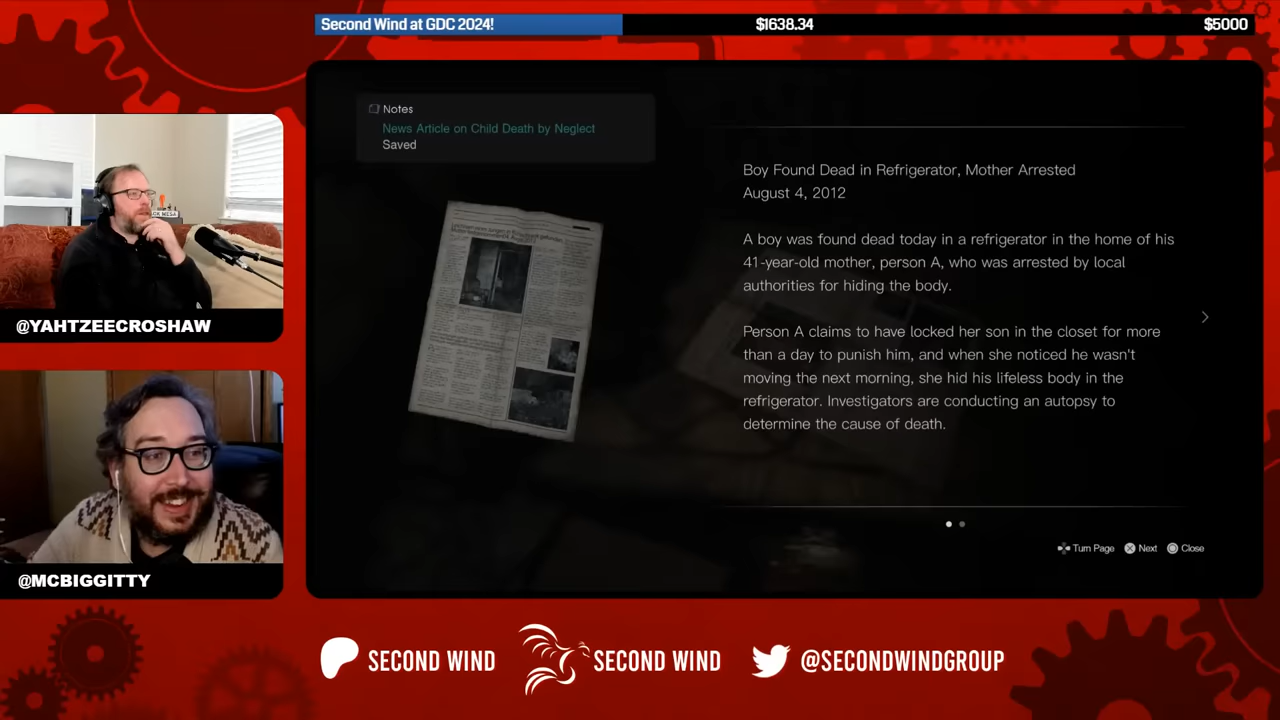 Second Wind at GDC 2024!
$1638.34
$5000
Notes
News Article on Child Death by Neglect
Saved
Boy Found Dead in Refrigerator, Mother Arrested
August 4, 2012
A boy was found dead today in a refrigerator in the home of his
41-year-old mother, person A, who was arrested by local
authorities for hiding the body.
Person A claims to have locked her son in the closet for more
than a day to punish him, and when she noticed he wasn't
moving the next morning, she hid his lifeless body in the
refrigerator. Investigators are conducting an autopsy to
determine the cause of death.
Turn Page
Next
Close
@YAHTZEECROSHAW
@MCBIGGITTY
SECOND WIND
SECOND WIND
@SECONDWINDGROUP